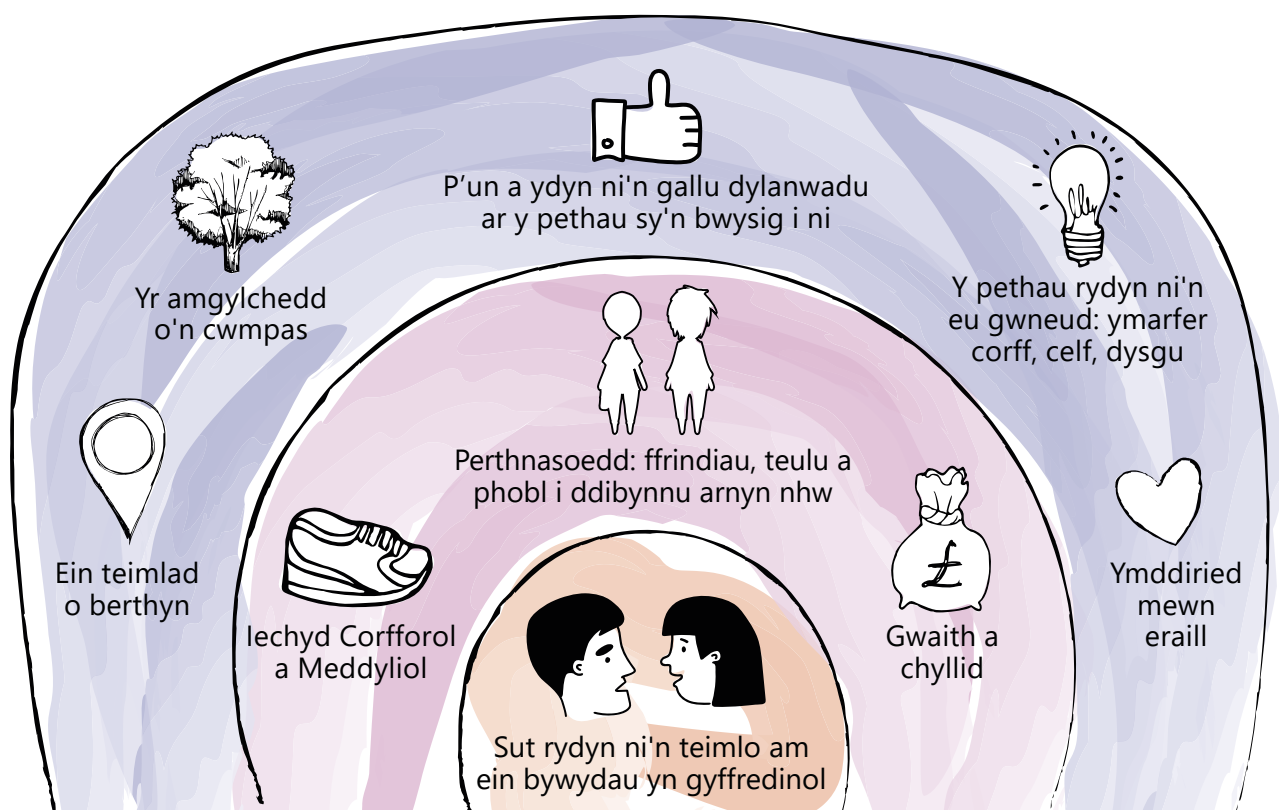 P’un a ydyn ni'n gallu dylanwadu
ar y pethau sy'n bwysig i ni
Yr amgylchedd
o'n cwmpas
Y pethau rydyn ni'n
eu gwneud: ymarfer
corff, celf, dysgu
Perthnasoedd: ffrindiau, teulu a
phobl i ddibynnu arnyn nhw
Ein teimlad
o berthyn
Ymddiried
mewn
eraill
Iechyd Corfforol
a Meddyliol
£
Gwaith a
chyllid
Sut rydyn ni'n teimlo am
ein bywydau yn gyffredinol